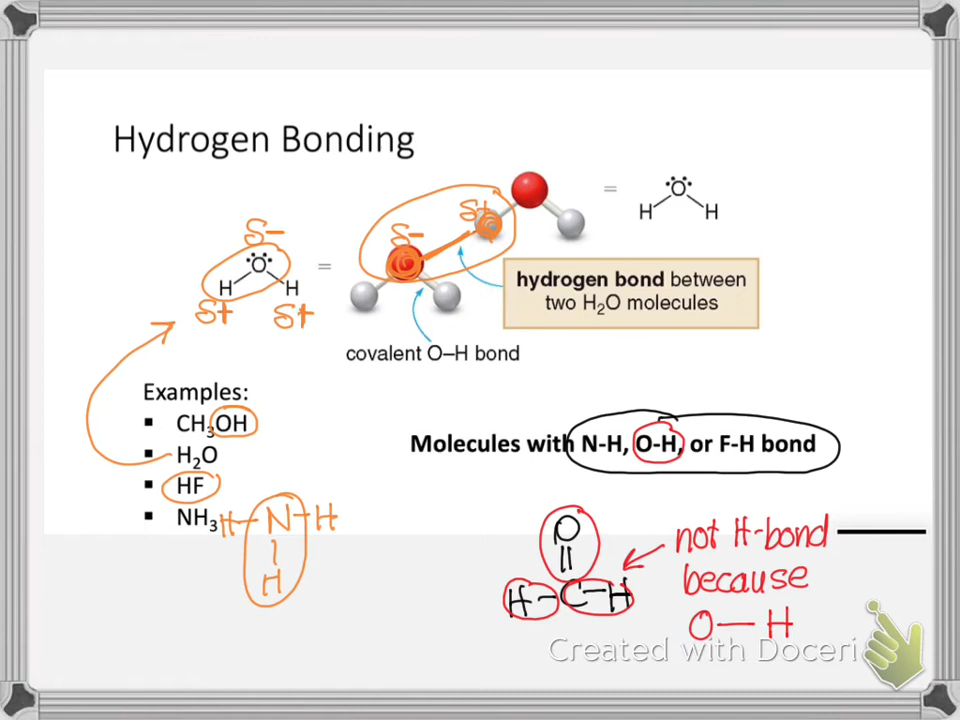 Hydrogen Bonding
δ-
H O H
δ+ δ+
=
δ- δ+
=
H O H
hydrogen bond between
two H₂O molecules
covalent O–H bond
Examples:
▪ CH₃OH
▪ H₂O
▪ HF
▪ NH₃
H-N-H
H
Molecules with N-H, O-H, or F-H bond
O
H-C-H
not H-bond
because
O—H
Created with Doceri